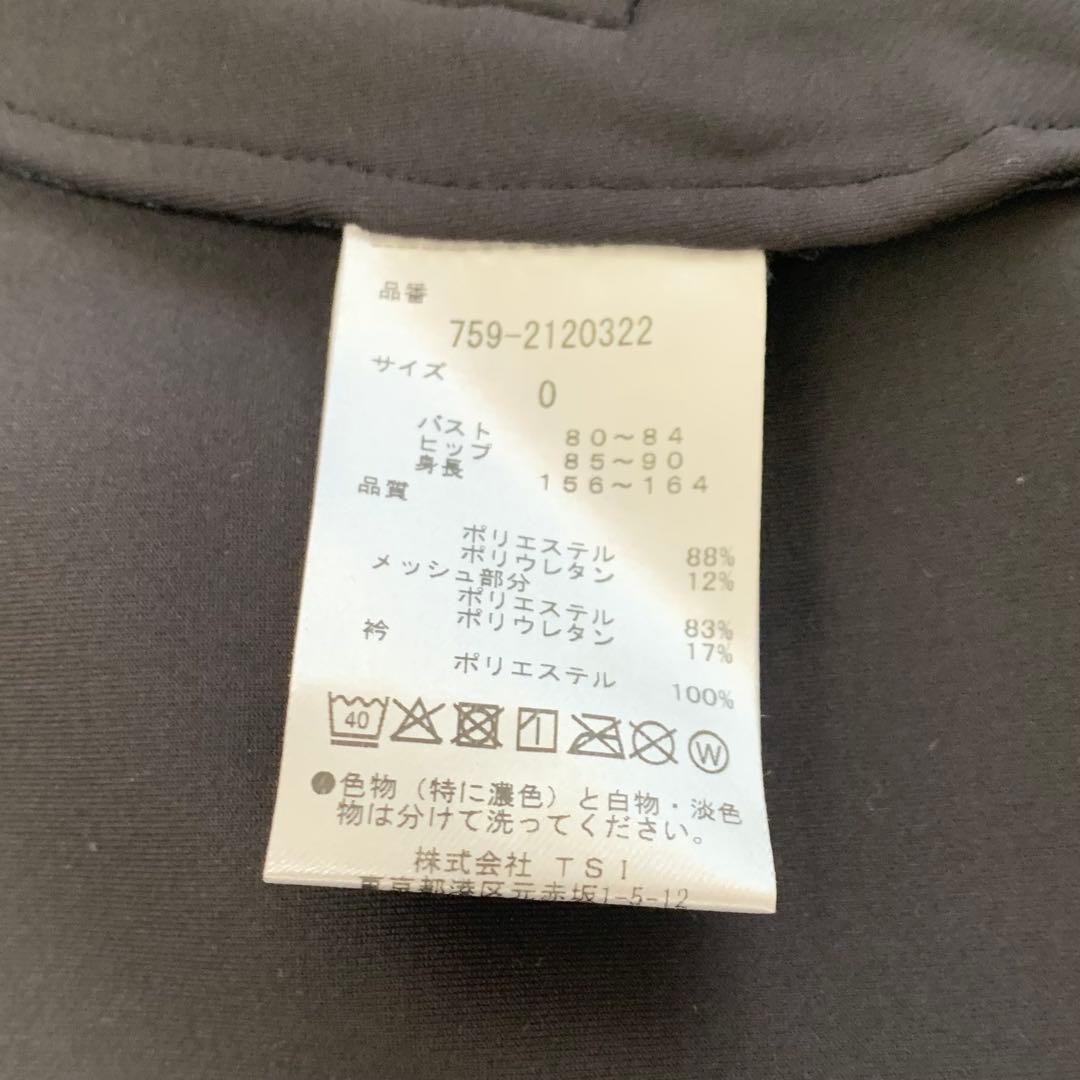 品番
759-2120322
サイズ
0
バスト 80～84
ヒップ 85～90
身長 156～164
品質
ポリエステル 88%
ポリウレタン 12%
メッシュ部分
ポリエステル 83%
ポリウレタン 17%
衿
ポリエステル 100%
40 W
●色物（特に濃色）と白物・淡色
物は分けて洗ってください。
株式会社 TSI
東京都港区元赤坂1-5-12